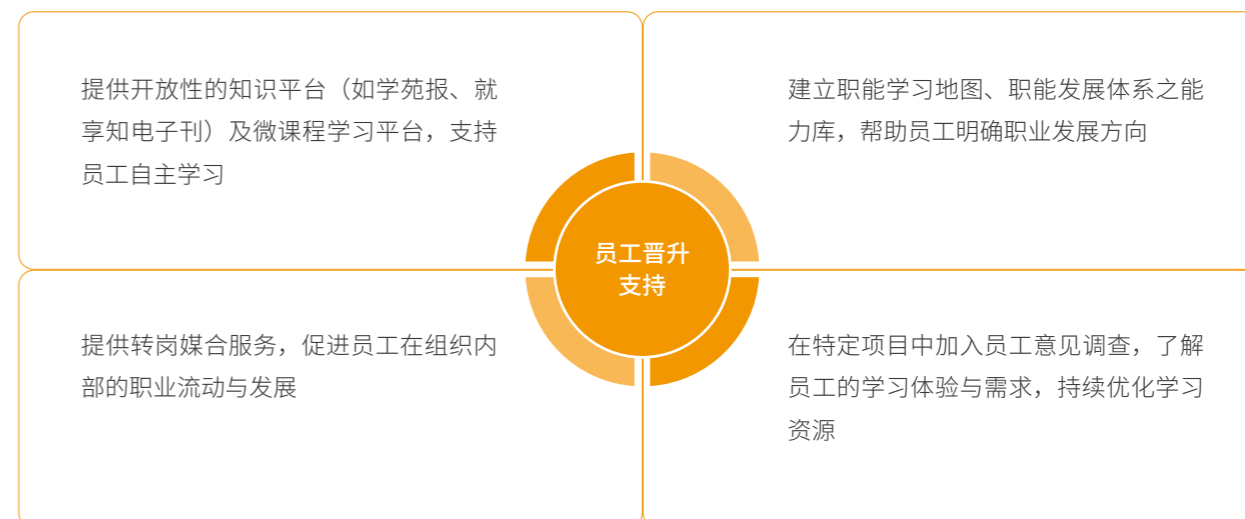 提供开放性的知识平台（如学苑报、就
享知电子刊）及微课程学习平台，支持
员工自主学习
建立职能学习地图、职能发展体系之能
力库，帮助员工明确职业发展方向
员工晋升
支持
提供转岗媒合服务，促进员工在组织内
部的职业流动与发展
在特定项目中加入员工意见调查，了解
员工的学习体验与需求，持续优化学习
资源